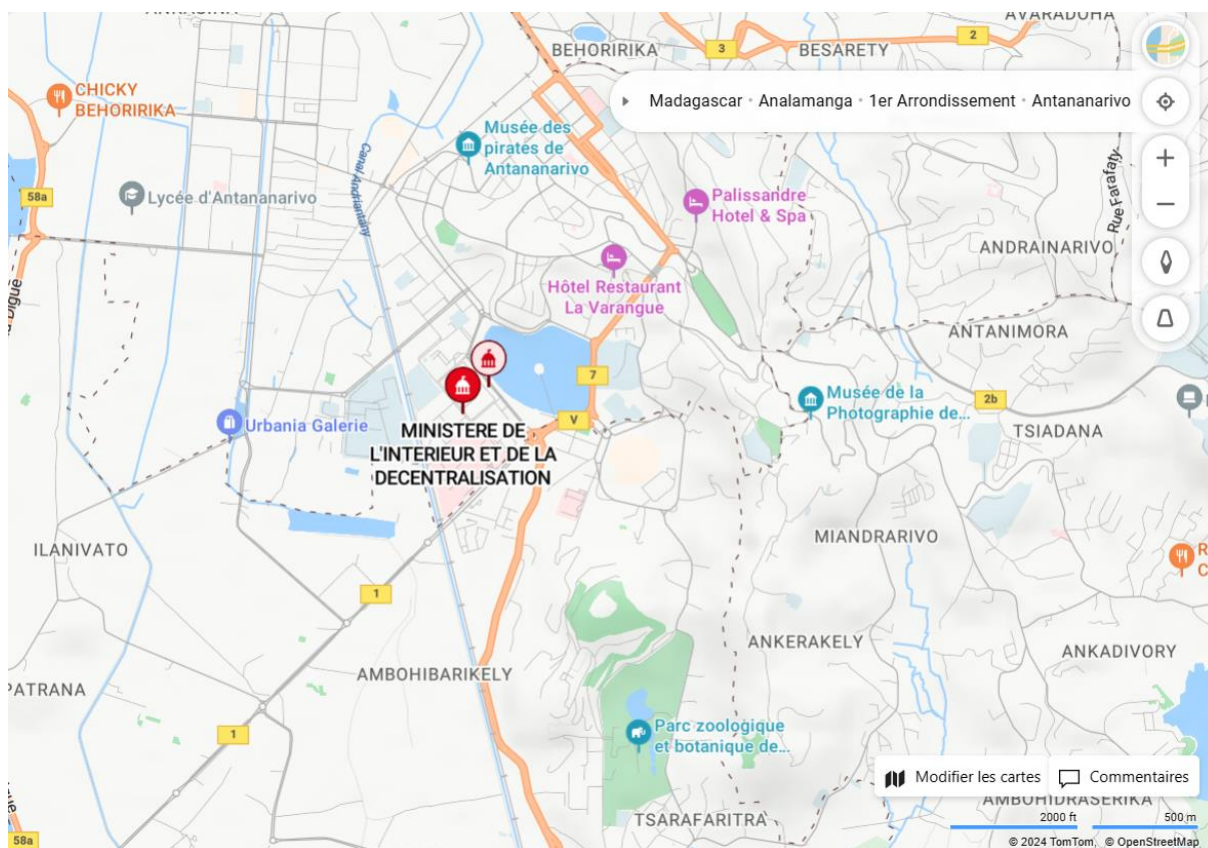 ANKASINA
AVARADOHA
BEHORIRIKA
3
BESARETY
2
CHICKY
BEHORIRIKA
Madagascar · Analamanga · 1er Arrondissement · Antananarivo
Musée des
pirates de
Antananarivo
Canal Andriantany
58a
Lycée d'Antananarivo
Palissandre
Hotel & Spa
Rue Farafaty
ANDRAINARIVO
Hôtel Restaurant
La Varangue
Digue
ANTANIMORA
7
2b
Musée de la
Photographie de...
V
Urbania Galerie
TSIADANA
MINISTERE DE
L'INTERIEUR ET DE LA
DECENTRALISATION
ILANIVATO
MIANDRARIVO
R
C
1
ANKERAKELY
ANKADIVORY
AMBOHIBARIKELY
PATRANA
1
Parc zoologique
et botanique de...
Modifier les cartes
Commentaires
AMBOHIDRASERIKA
TSARAFARITRA
2000 ft
500 m
58a
© 2024 TomTom, © OpenStreetMap